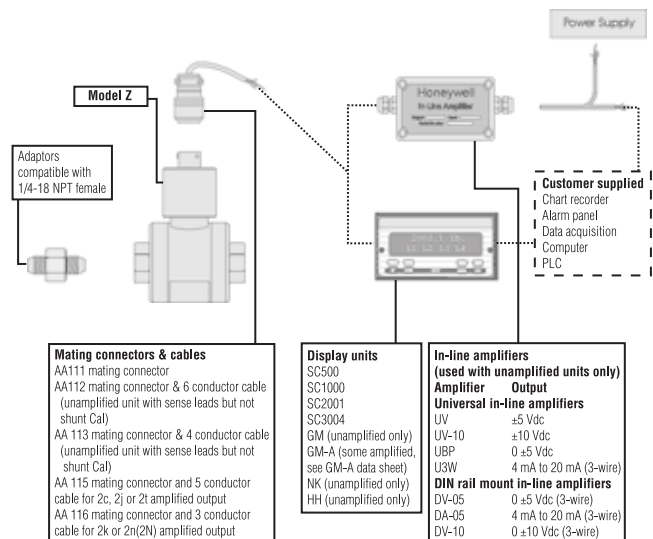 Power Supply
Honeywell
In-Line Amplifier
Model Z
Adaptors
compatible with
1/4-18 NPT female
2003.1 lb.
L1 L2 L3 L4
Customer supplied
Chart recorder
Alarm panel
Data acquisition
Computer
PLC
Mating connectors & cables
AA111 mating connector
AA112 mating connector & 6 conductor cable
(unamplified unit with sense leads but not
shunt Cal)
AA 113 mating connector & 4 conductor cable
(unamplified unit with sense leads but not
shunt Cal)
AA 115 mating connector and 5 conductor
cable for 2c, 2j or 2t amplified output
AA 116 mating connector and 3 conductor
cable for 2k or 2n(2N) amplified output
Display units
SC500
SC1000
SC2001
SC3004
GM (unamplified only)
GM-A (some amplified,
see GM-A data sheet)
NK (unamplified only)
HH (unamplified only)
In-line amplifiers
(used with unamplified units only)
Amplifier Output
Universal in-line amplifiers
UV ±5 Vdc
UV-10 ±10 Vdc
UBP 0 ±5 Vdc
U3W 4 mA to 20 mA (3-wire)
DIN rail mount in-line amplifiers
DV-05 0 ±5 Vdc (3-wire)
DA-05 4 mA to 20 mA (3-wire)
DV-10 0 ±10 Vdc (3-wire)